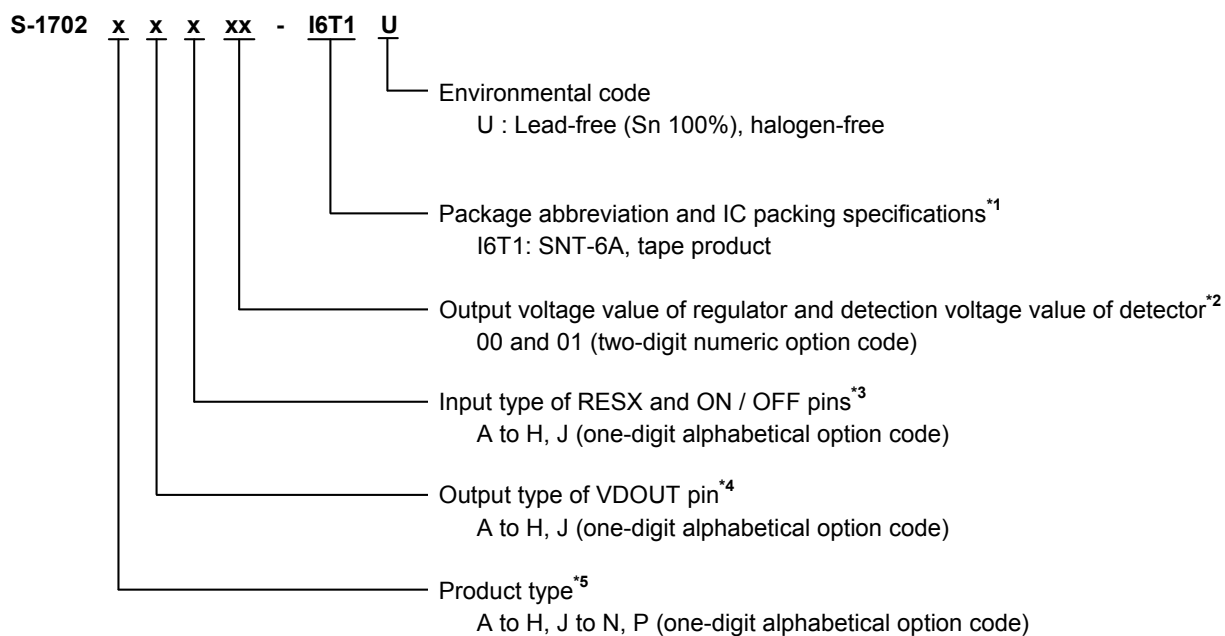 S-1702 x x x xx - I6T1 U
Environmental code
U : Lead-free (Sn 100%), halogen-free
Package abbreviation and IC packing specifications*1
I6T1: SNT-6A, tape product
Output voltage value of regulator and detection voltage value of detector*2
00 and 01 (two-digit numeric option code)
Input type of RESX and ON / OFF pins*3
A to H, J (one-digit alphabetical option code)
Output type of VDOUT pin*4
A to H, J (one-digit alphabetical option code)
Product type*5
A to H, J to N, P (one-digit alphabetical option code)